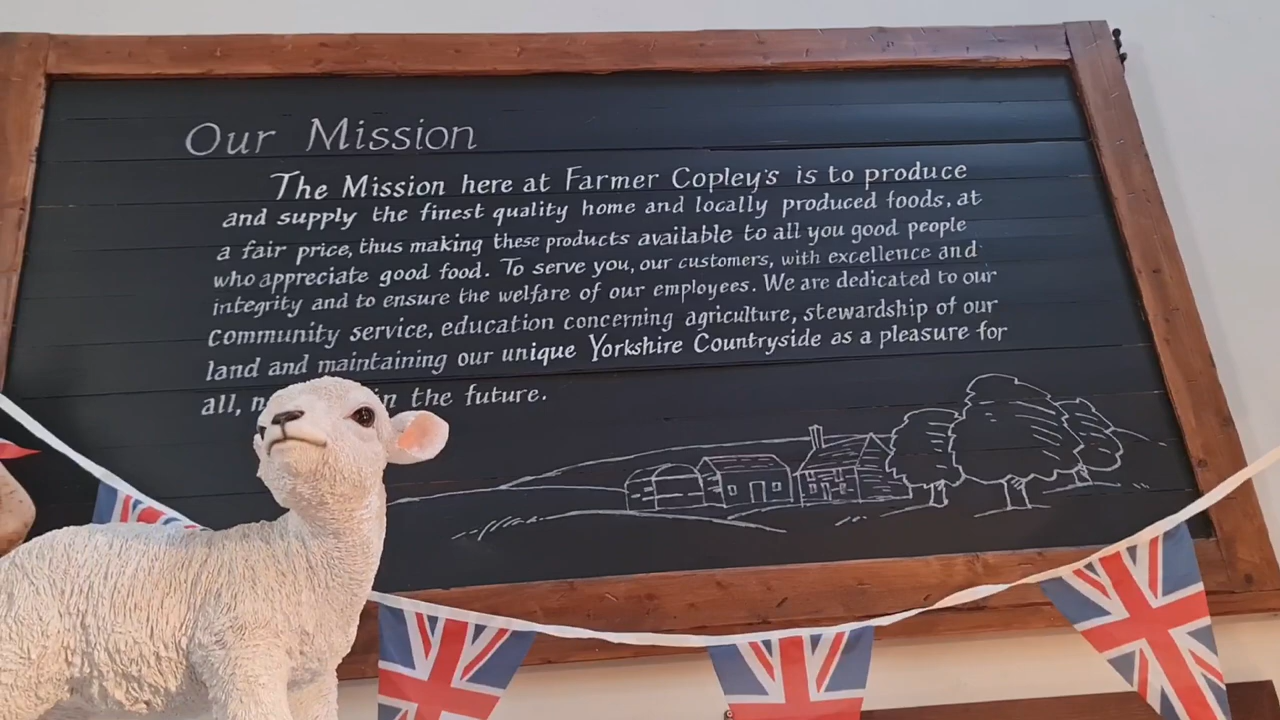 Our Mission
The Mission here at Farmer Copley's is to produce
and supply the finest quality home and locally produced foods, at
a fair price, thus making these products available to all you good people
who appreciate good food. To serve you, our customers, with excellence and
integrity and to ensure the welfare of our employees. We are dedicated to our
community service, education concerning agriculture, stewardship of our
land and maintaining our unique Yorkshire Countryside as a pleasure for
all, the future.